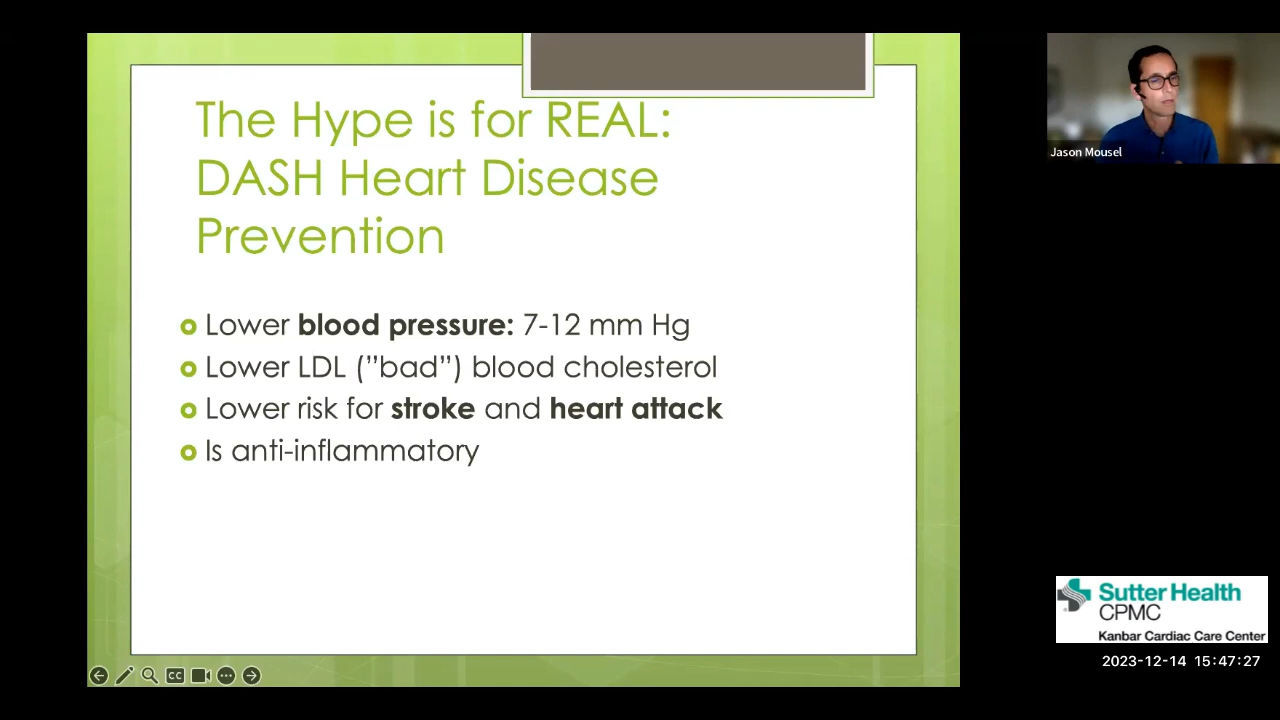 The Hype is for REAL:
DASH Heart Disease
Prevention
Lower blood pressure: 7-12 mm Hg
Lower LDL (”bad”) blood cholesterol
Lower risk for stroke and heart attack
Is anti-inflammatory
CC
Jason Mousel
Sutter Health
CPMC
Kanbar Cardiac Care Center
2023-12-14 15:47:27